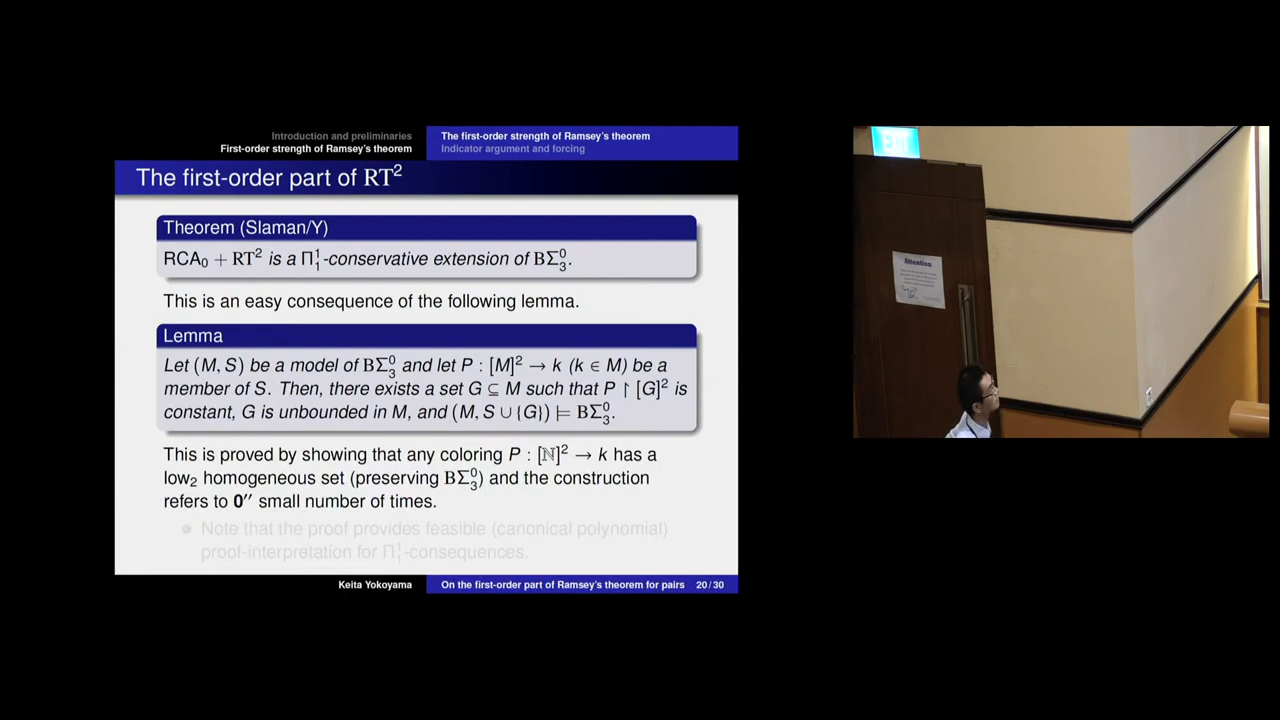 Introduction and preliminaries
First-order strength of Ramsey's theorem
The first-order strength of Ramsey's theorem
Indicator argument and forcing
The first-order part of RT²
Theorem (Slaman/Y)
RCA₀ + RT² is a Π¹₁-conservative extension of BΣ⁰₃.
This is an easy consequence of the following lemma.
Lemma
Let (M, S) be a model of BΣ⁰₃ and let P : [M]² → k (k ∈ M) be a
member of S. Then, there exists a set G ⊆ M such that P ↾ [G]² is
constant, G is unbounded in M, and (M, S ∪ {G}) ⊨ BΣ⁰₃.
This is proved by showing that any coloring P : [ℕ]² → k has a
low₂ homogeneous set (preserving BΣ⁰₃) and the construction
refers to 0′′ small number of times.
Note that the proof provides feasible (canonical polynomial)
proof-interpretation for Π¹₁-consequences.
Keita Yokoyama
On the first-order part of Ramsey's theorem for pairs
20 / 30
EXIT
Attention